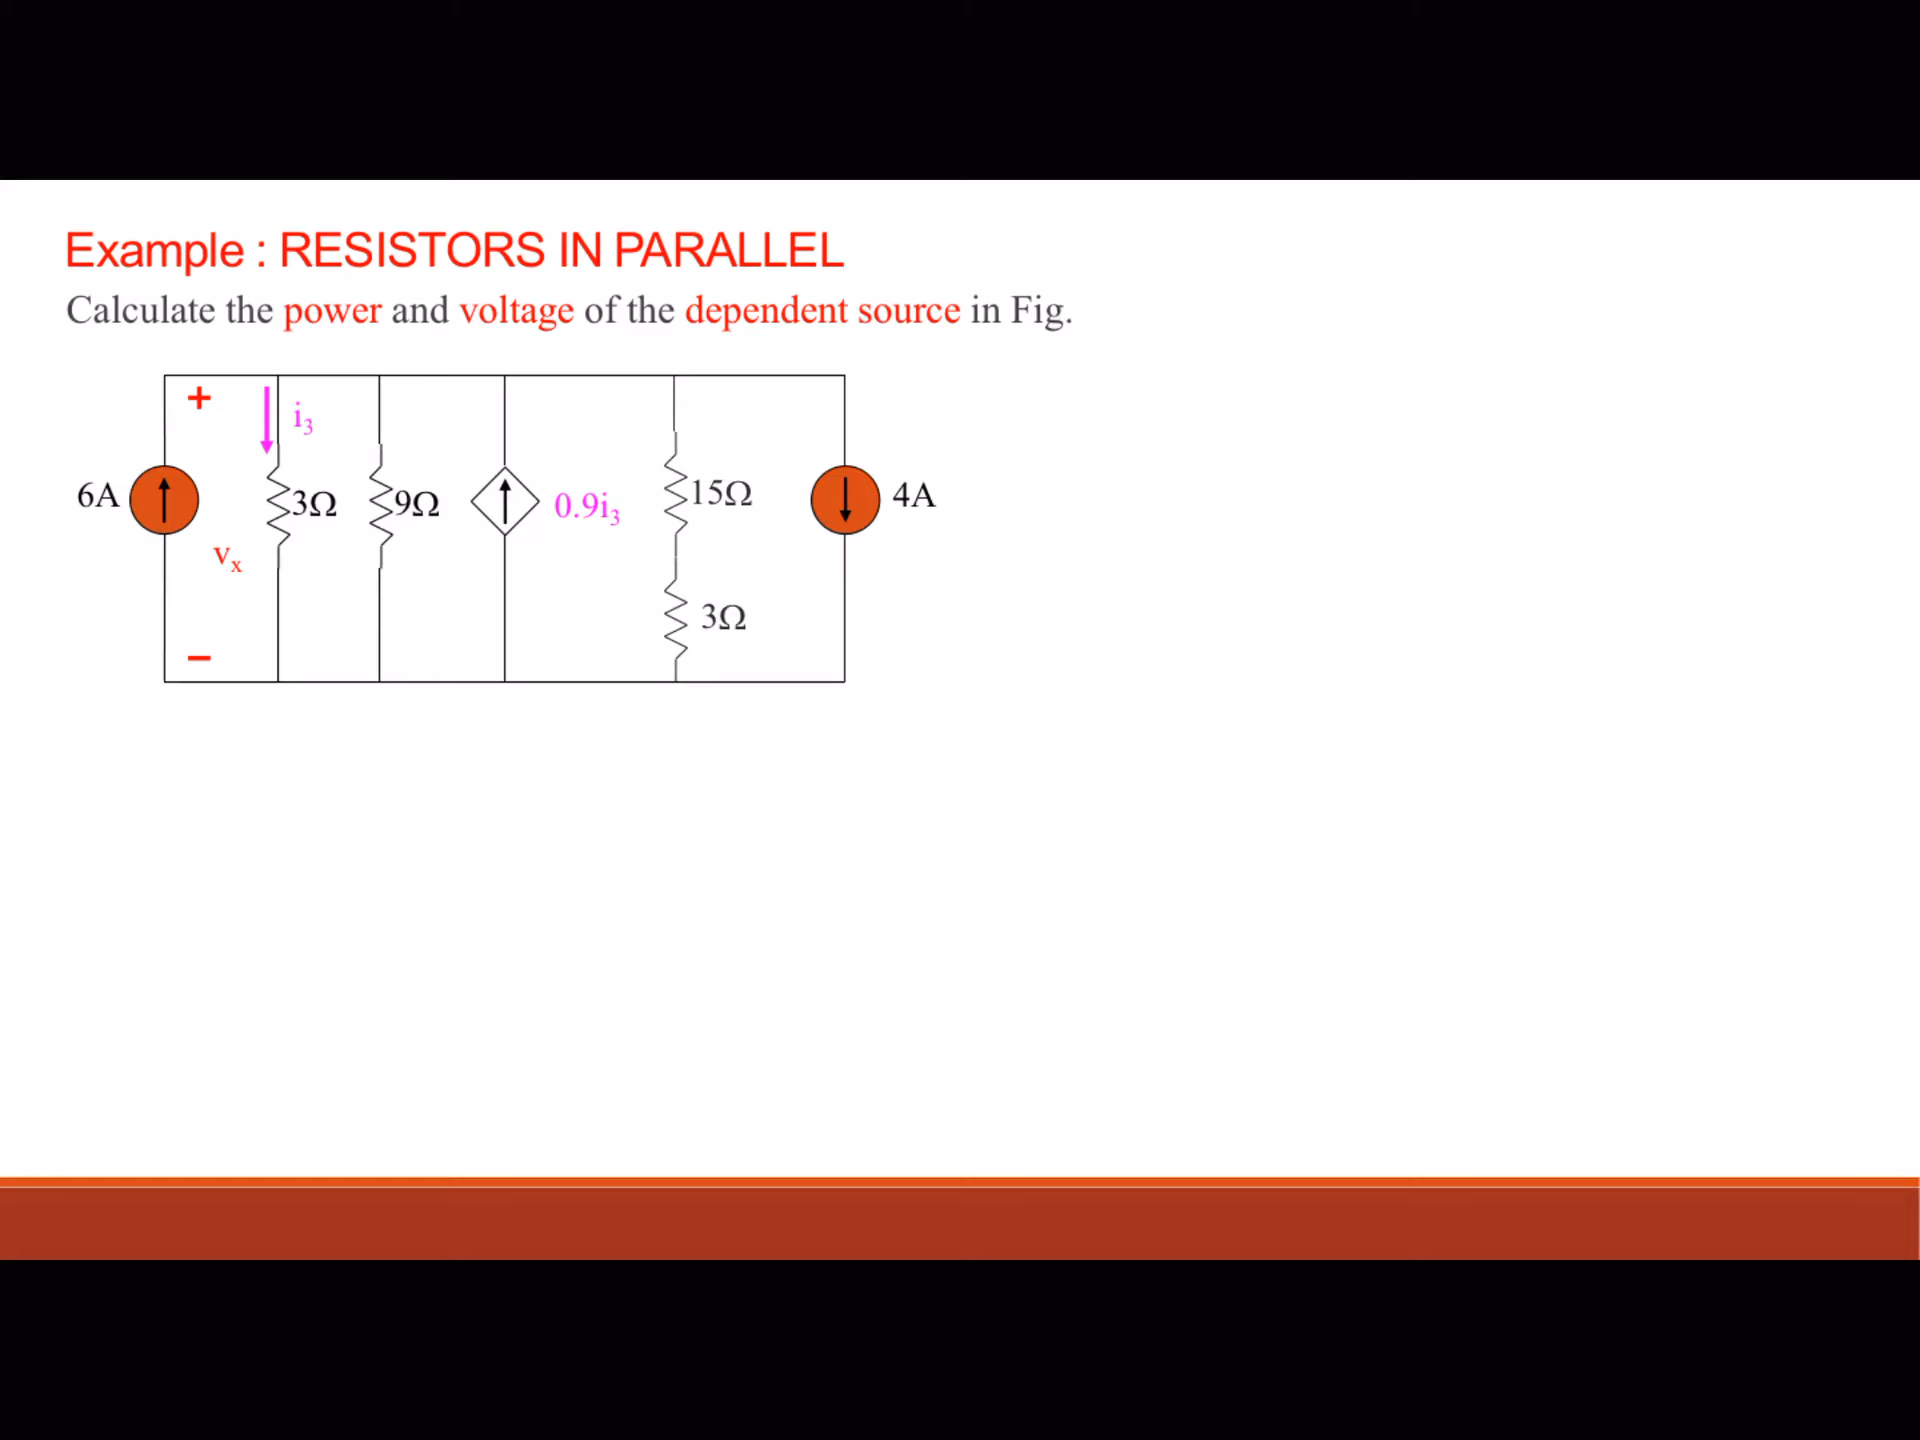 Example : RESISTORS IN PARALLEL
Calculate the power and voltage of the dependent source in Fig.
+
i₃
6A
3Ω
9Ω
0.9i₃
15Ω
4A
vₓ
3Ω
−